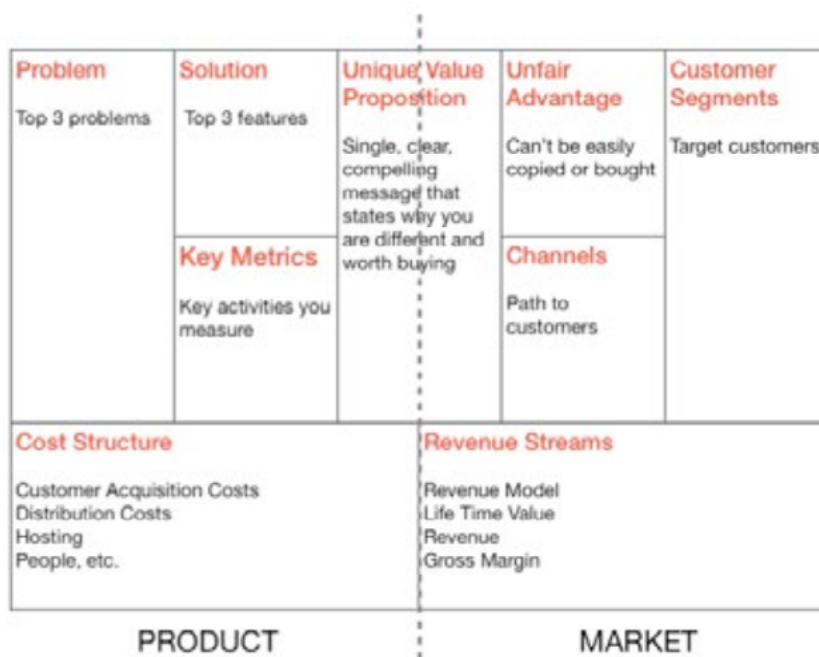 Problem
Top 3 problems
Solution
Top 3 features
Key Metrics
Key activities you
measure
Unique Value
Proposition
Single, clear,
compelling
message that
states why you
are different and
worth buying
Unfair
Advantage
Can't be easily
copied or bought
Channels
Path to
customers
Customer
Segments
Target customers
Cost Structure
Customer Acquisition Costs
Distribution Costs
Hosting
People, etc.
Revenue Streams
Revenue Model
Life Time Value
Revenue
Gross Margin
PRODUCT
MARKET